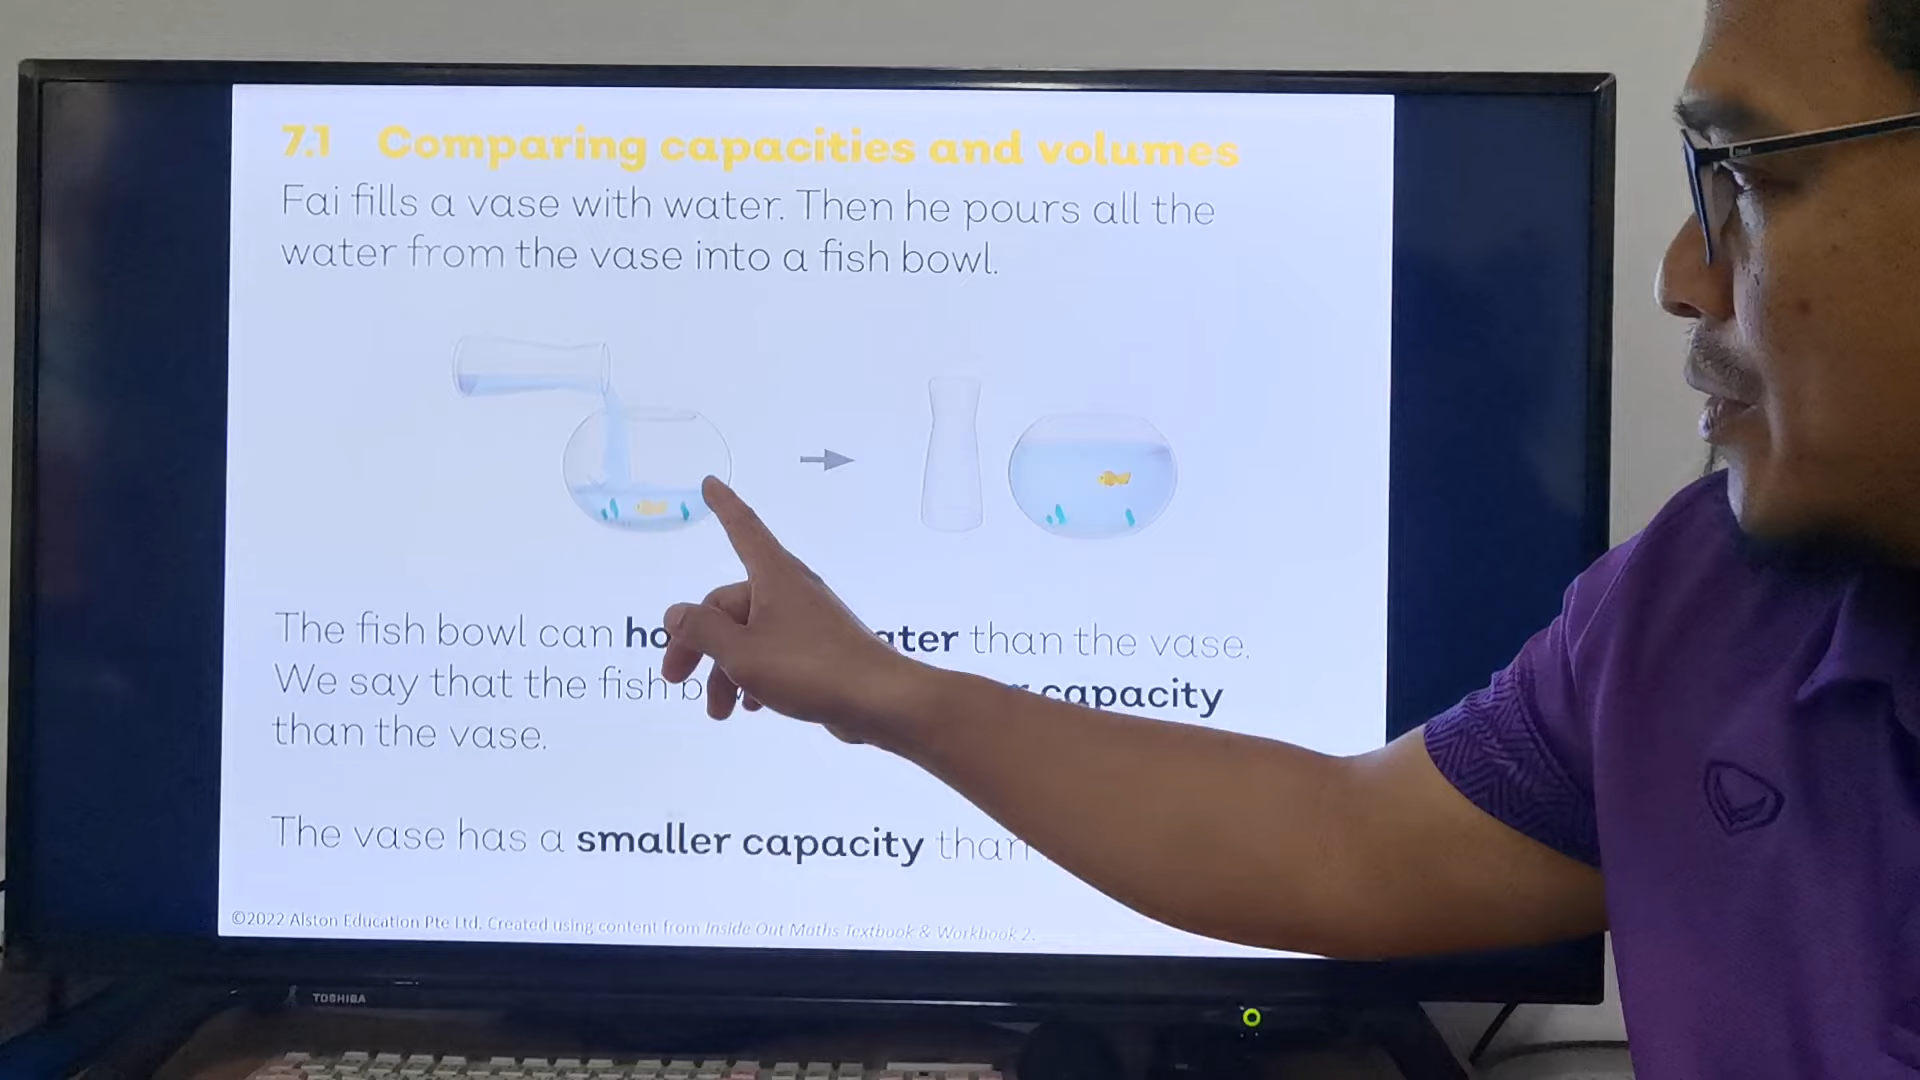 7.1 Comparing capacities and volumes
Fai fills a vase with water. Then he pours all the
water from the vase into a fish bowl.
The fish bowl can than the vase.
We say that the fish capacity
than the vase.
The vase has a smaller capacity than
©2022 Alston Education Pte Ltd. Created using content from Inside Out Maths Textbook & Workbook 2.
TOSHIBA